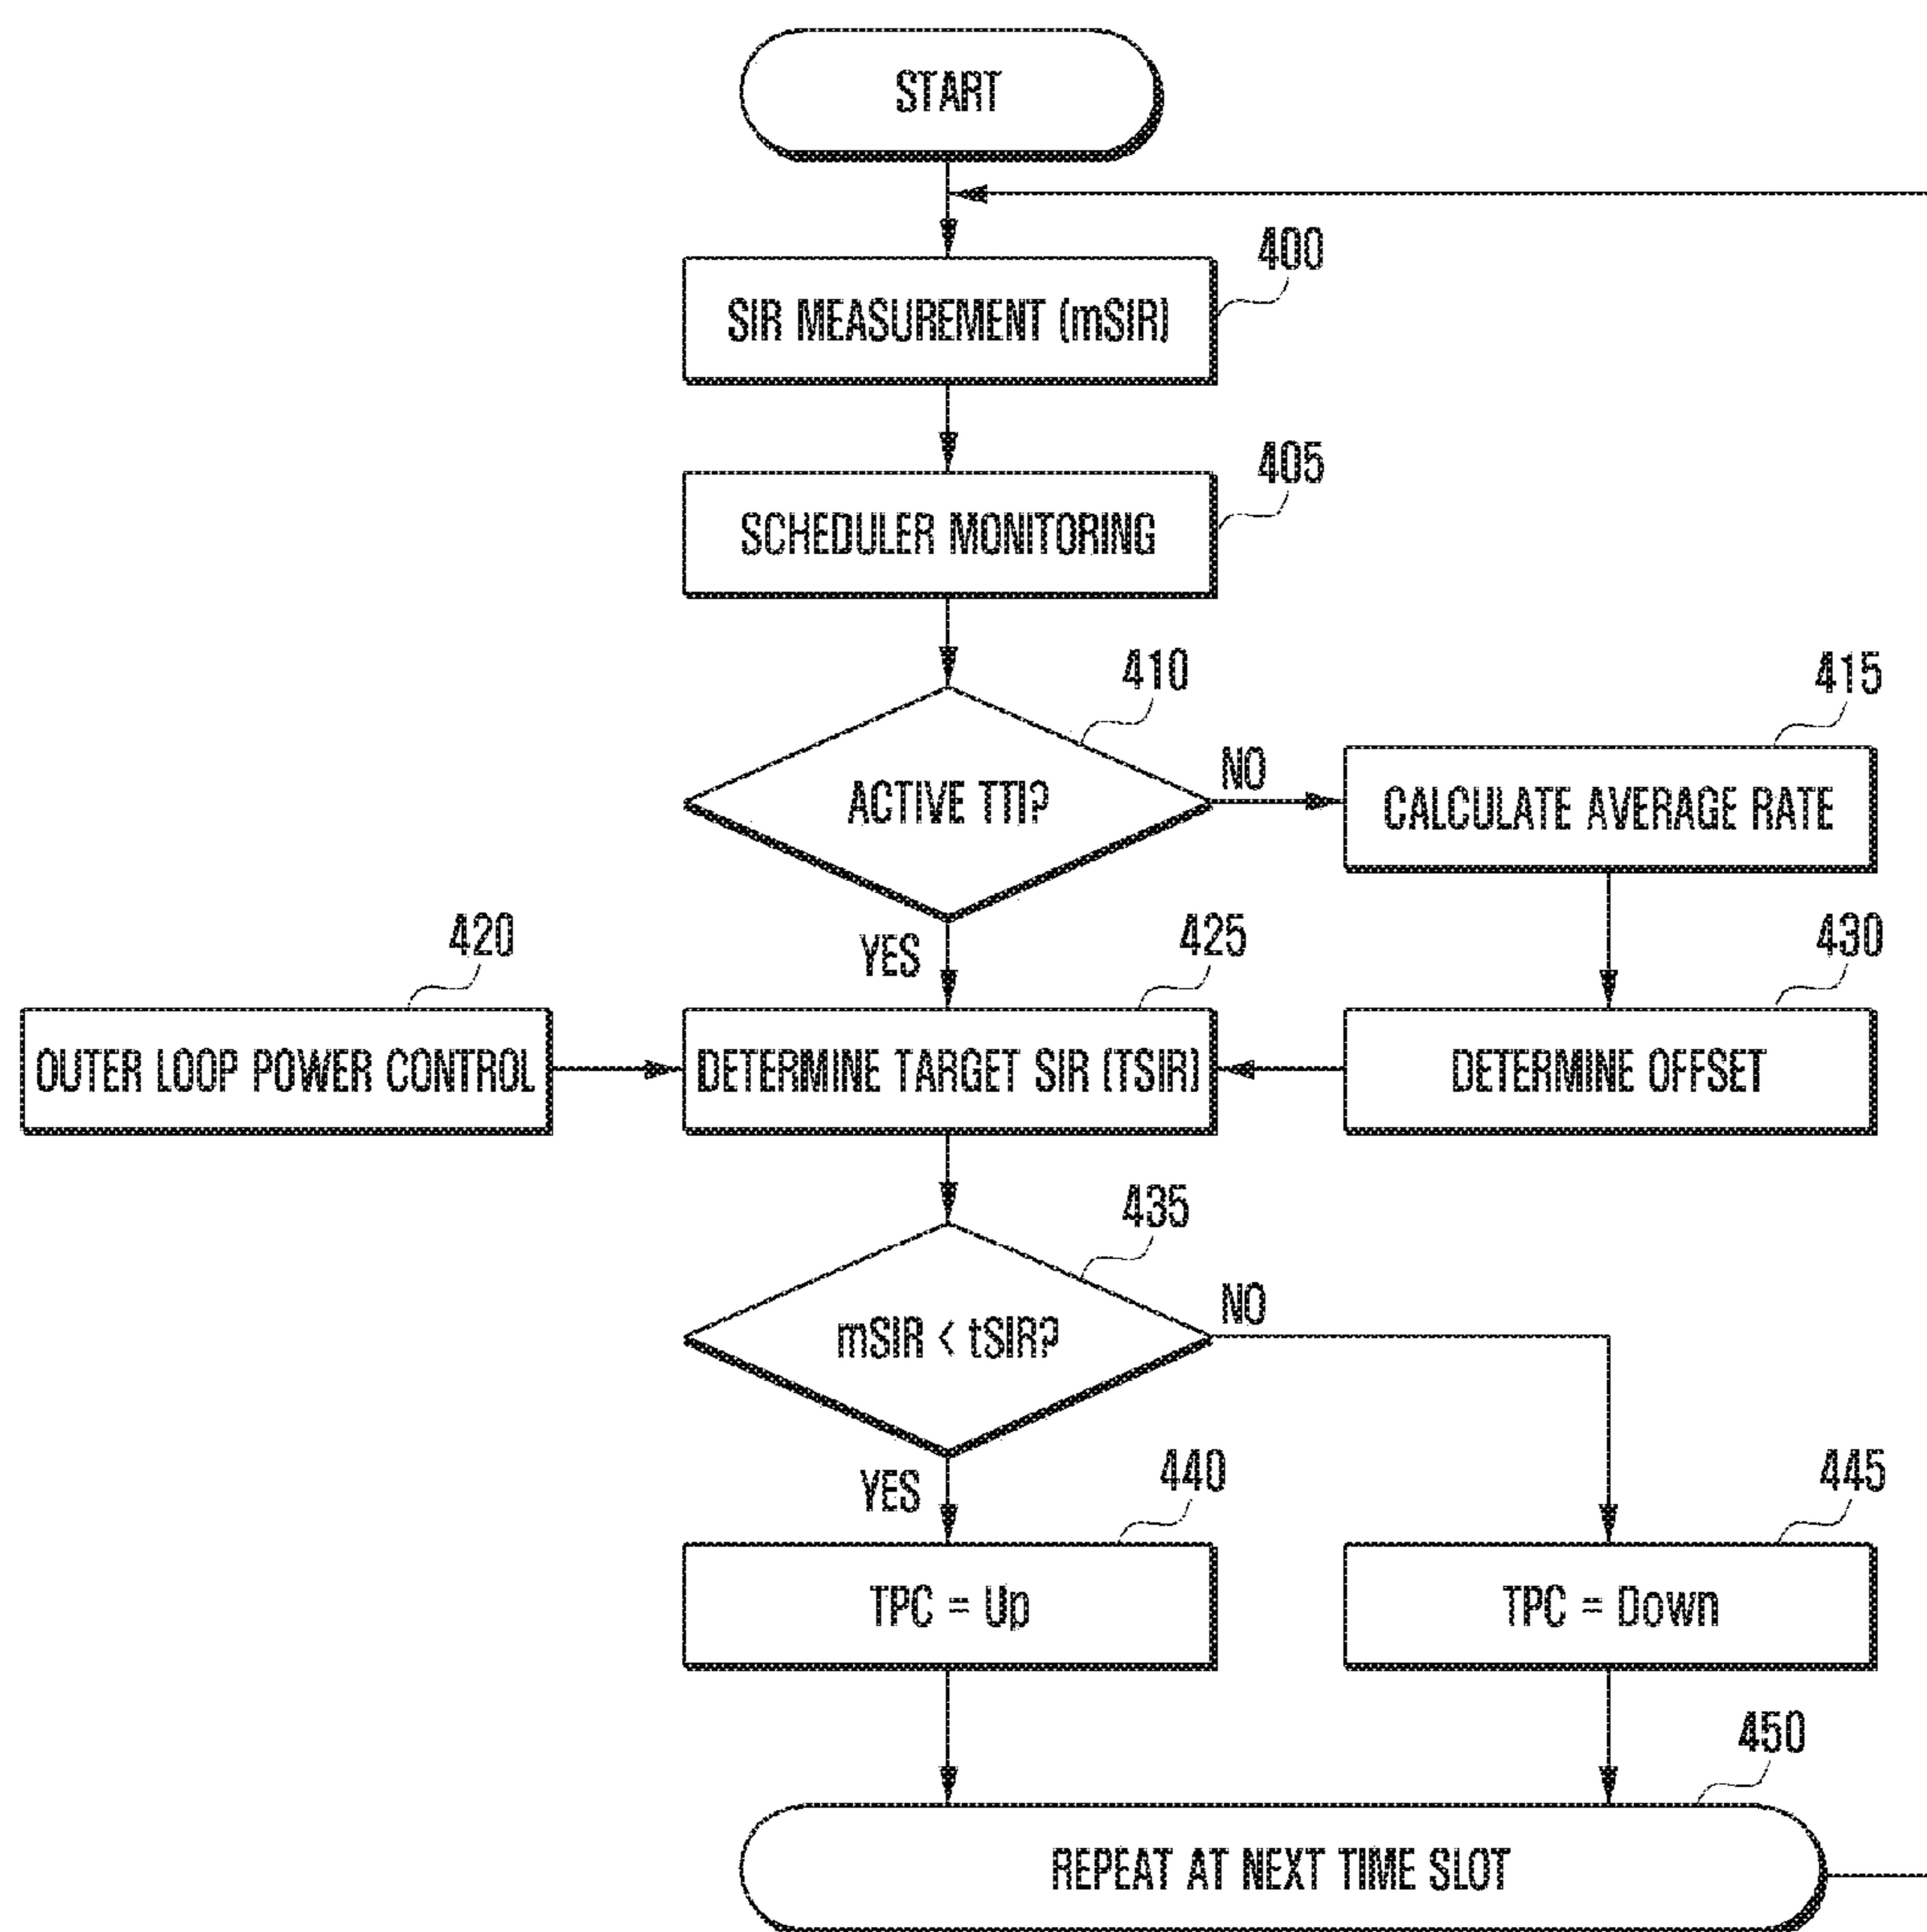 START
400
SIR MEASUREMENT (mSIR)
405
SCHEDULER MONITORING
410
415
ACTIVE TTI?
NO
CALCULATE AVERAGE RATE
YES
420
425
430
OUTER LOOP POWER CONTROL
DETERMINE TARGET SIR (TSIR)
DETERMINE OFFSET
435
mSIR < tSIR?
NO
YES
440
445
TPC = Up
TPC = Down
450
REPEAT AT NEXT TIME SLOT